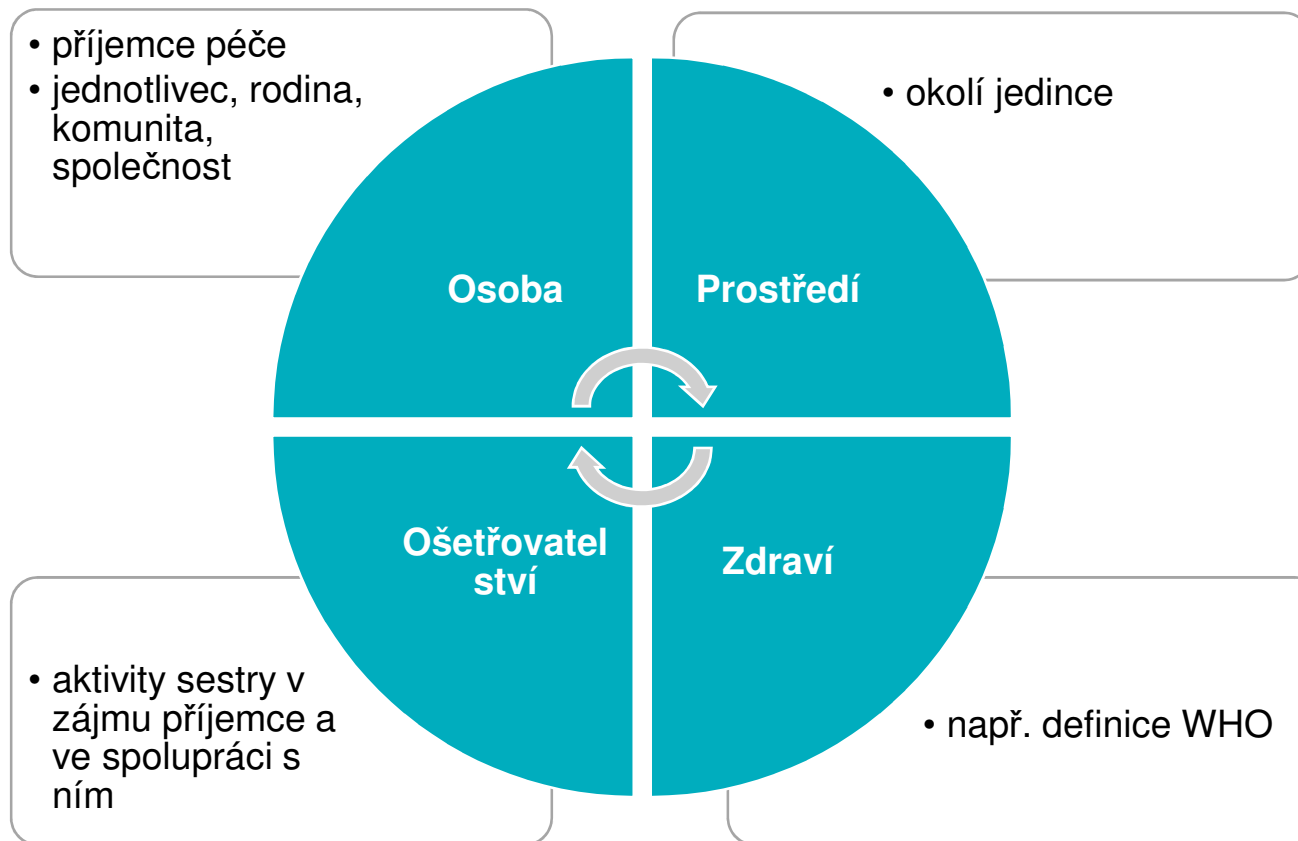 • příjemce péče
• jednotlivec, rodina,
komunita,
společnost
• okolí jedince
Osoba
Prostředí
Ošetřovatel
ství
Zdraví
• aktivity sestry v
zájmu příjemce a
ve spolupráci s
ním
• např. definice WHO